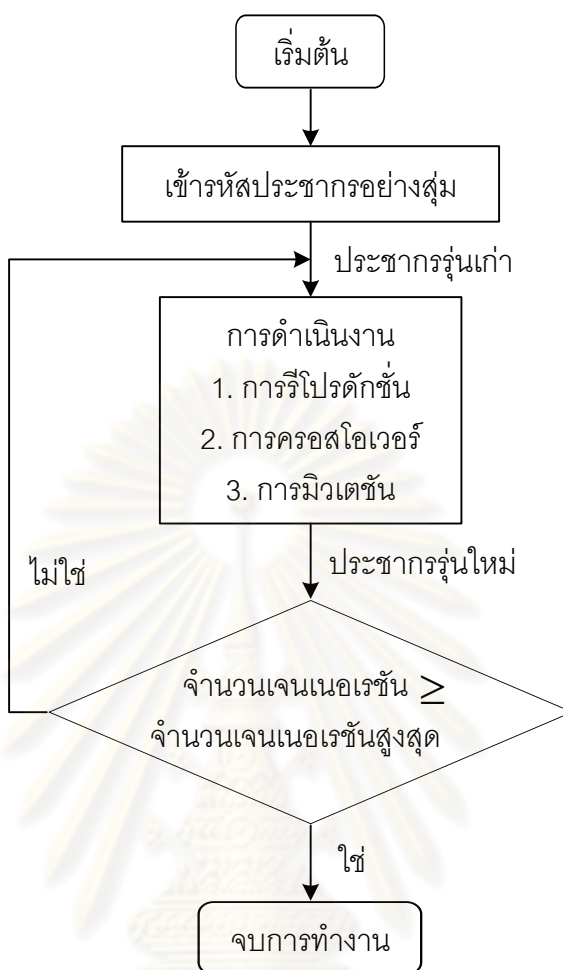 เริ่มต้น
เข้ารหัสประชากรอย่างสุ่ม
ประชากรรุ่นเก่า
การดำเนินงาน
1. การรีโปรดักชั่น
2. การครอสโอเวอร์
3. การมิวเตชัน
ประชากรรุ่นใหม่
ไม่ใช่
จำนวนเจนเนอเรชัน ≥
จำนวนเจนเนอเรชันสูงสุด
ใช่
จบการทำงาน